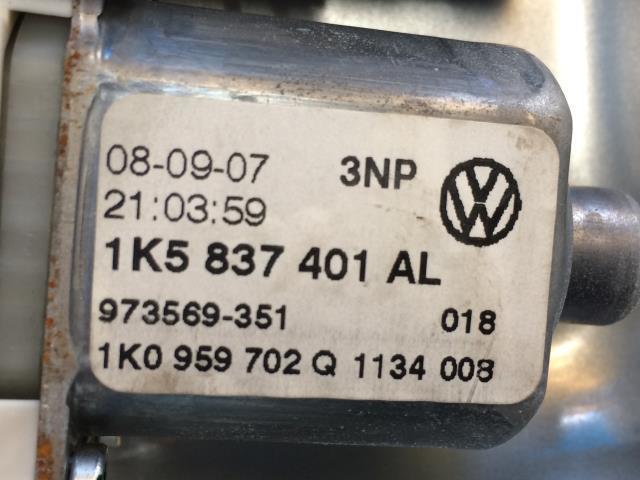 08-09-07 3NP
21:03:59
1K5 837 401 AL
973569-351 018
1K0 959 702 Q 1134 008